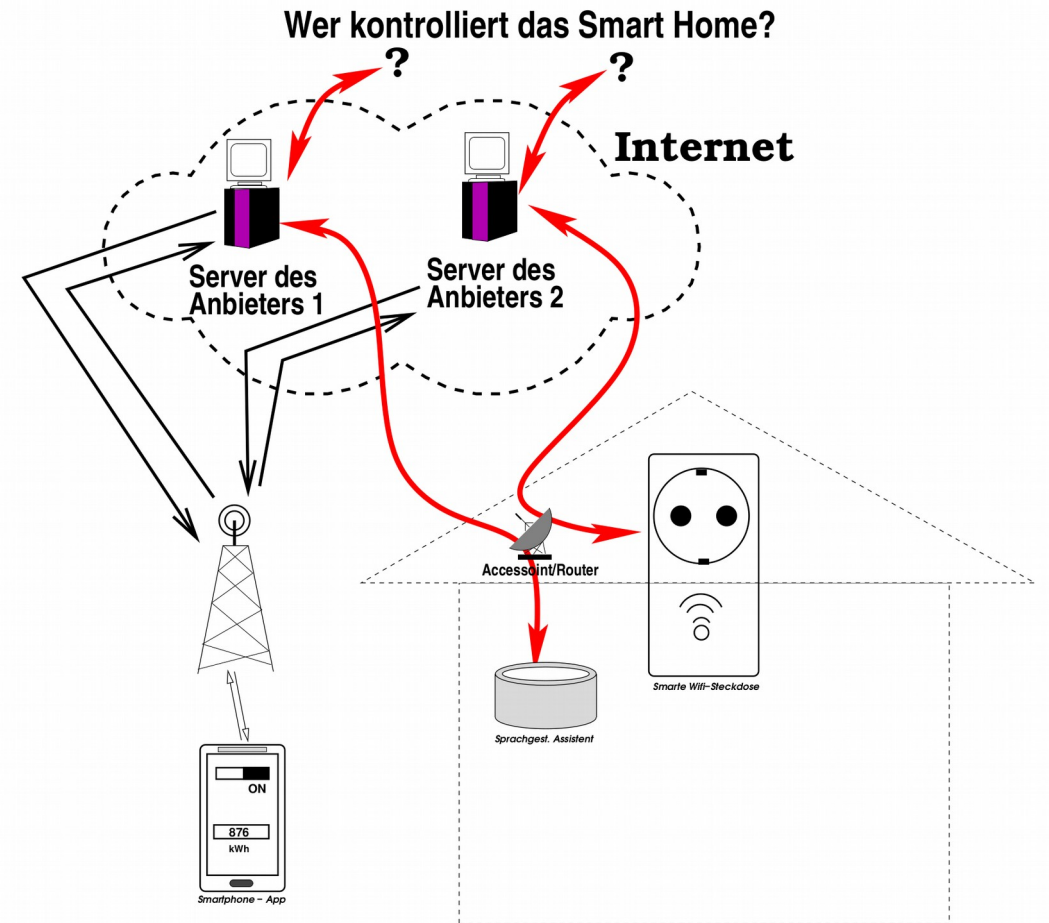 Wer kontrolliert das Smart Home?
?
?
Internet
Server des
Anbieters 1
Server des
Anbieters 2
Accessoint/Router
Smarte Wifi-Steckdose
Sprachgest. Assistent
ON
876
kWh
Smartphone - App